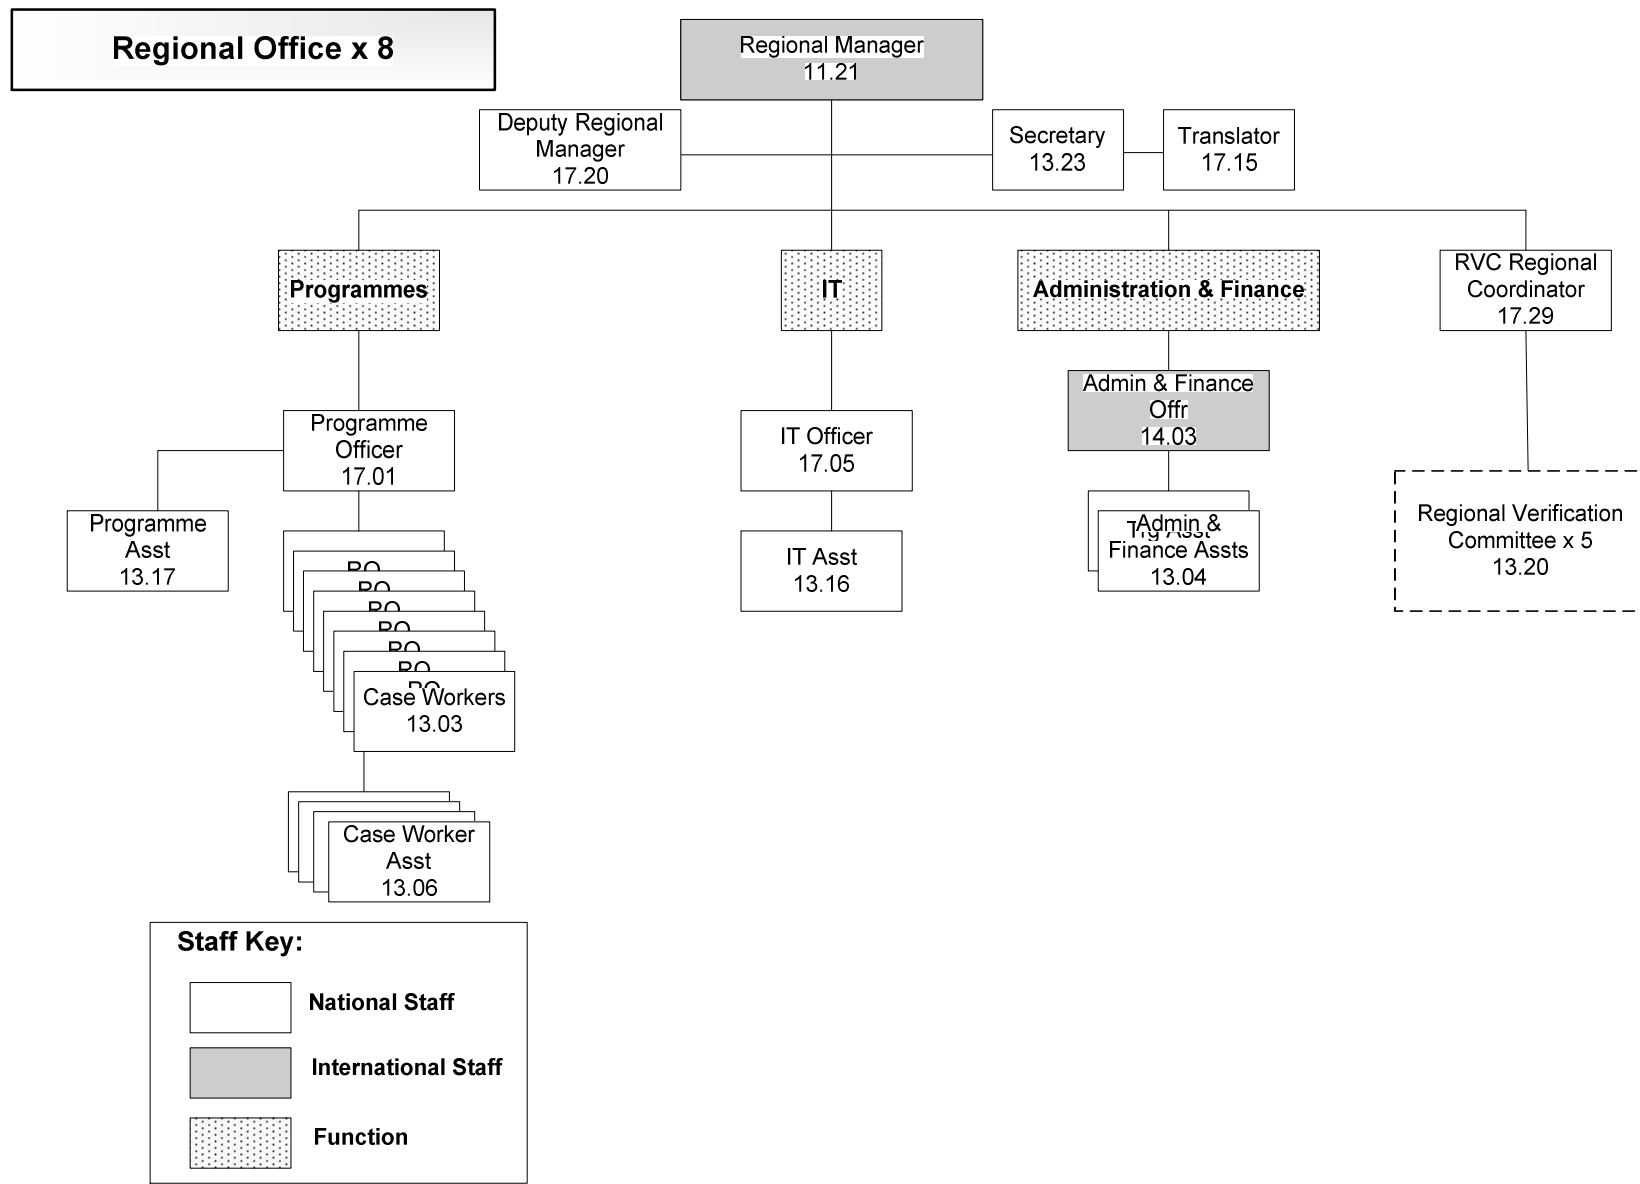 Regional Office x 8
Regional Manager
11.21
Deputy Regional
Manager
17.20
Secretary
13.23
Translator
17.15
Programmes
IT
Administration & Finance
RVC Regional
Coordinator
17.29
Programme
Officer
17.01
IT Officer
17.05
Admin & Finance
Offr
14.03
Programme
Asst
13.17
IT Asst
13.16
Admin &
Finance Assts
13.04
Regional Verification
Committee x 5
13.20
Case Workers
13.03
Case Worker
Asst
13.06
Staff Key:
National Staff
International Staff
Function